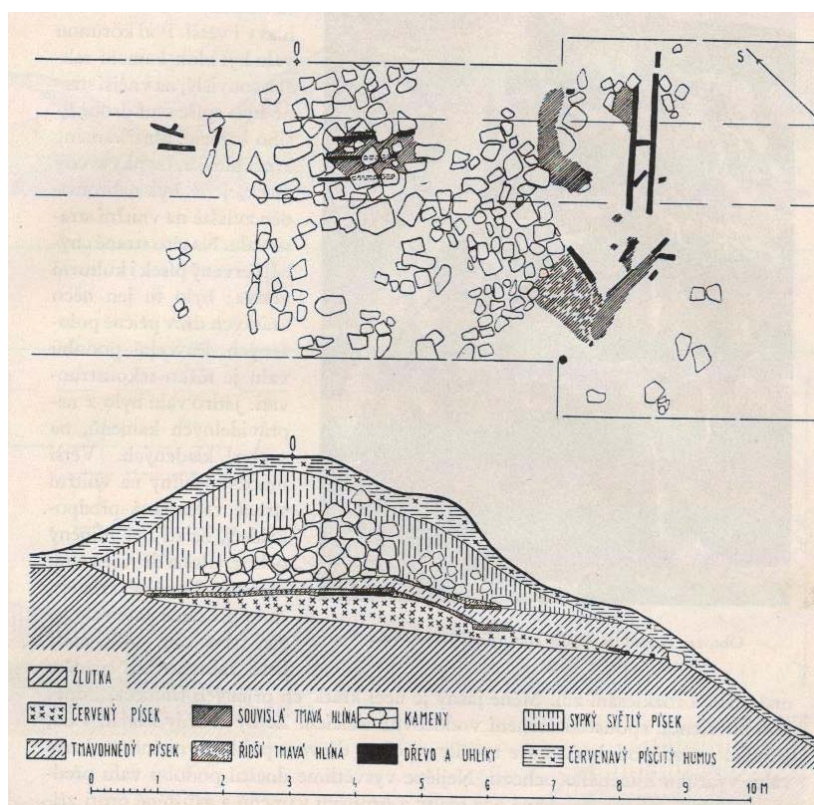 0
S
0
ŽLUTKA
ČERVENÝ PÍSEK SOUVISLÁ TMAVÁ HLÍNA KAMENY SYPKÝ SVĚTLÝ PÍSEK
TMAVOHNĚDÝ PÍSEK ŘIDŠÍ TMAVÁ HLÍNA DŘEVO A UHLÍKY ČERVENAVÝ PÍSČITÝ HUMUS
0 1 2 3 4 5 6 7 8 9 10 M